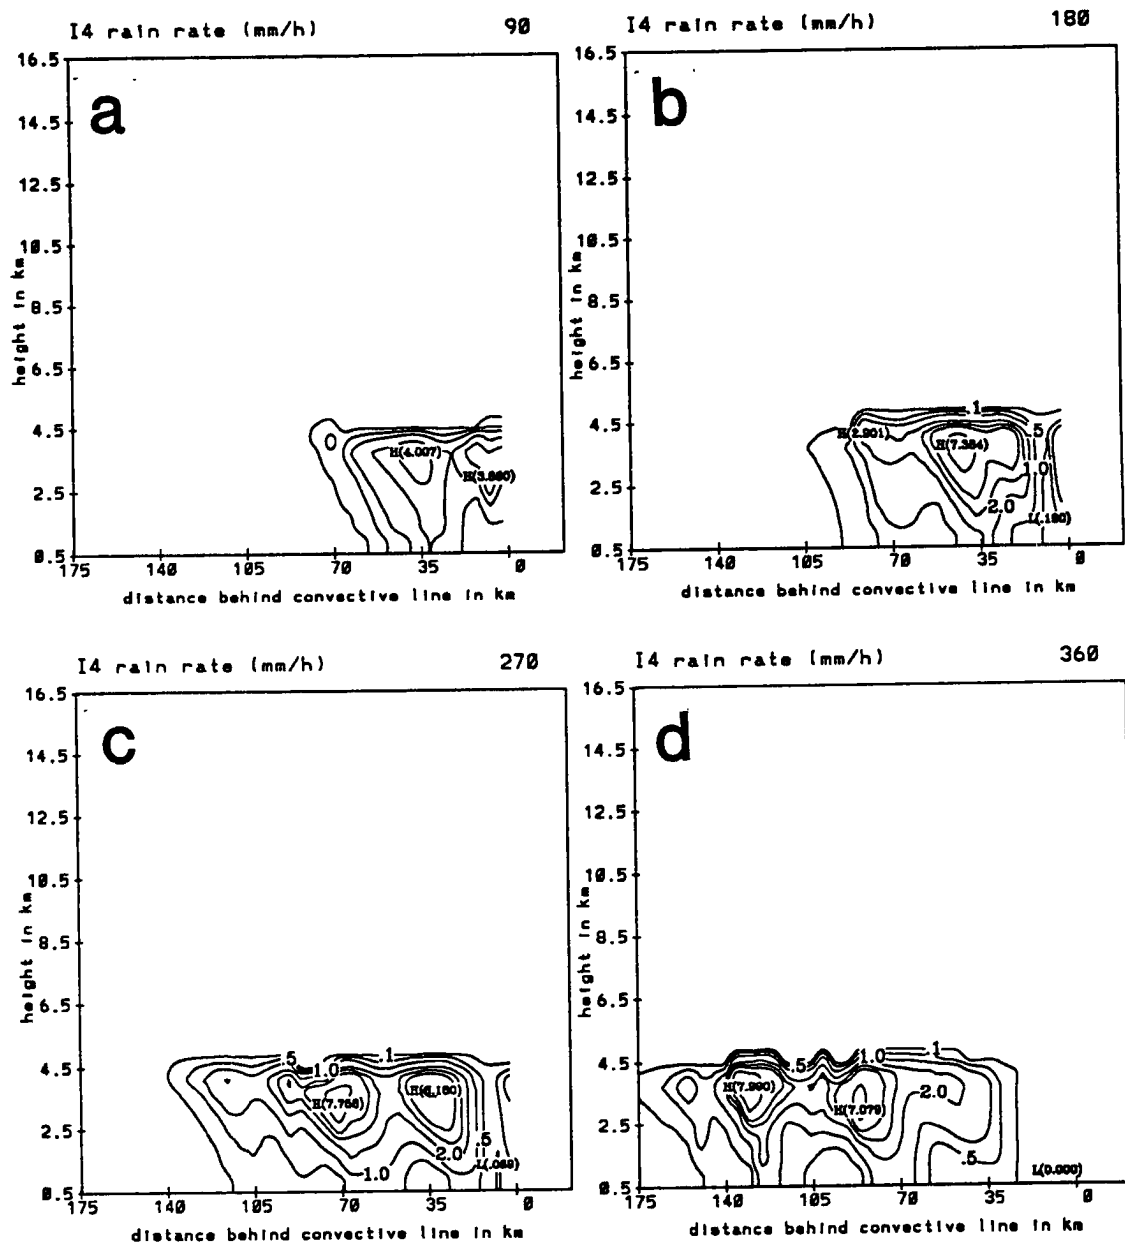 I4 rain rate (mm/h) 90
a
16.5
14.5
12.5
10.5
8.5
6.5
4.5
2.5
0.5
height in km
H(4.007)
175 140 105 70 35 0
distance behind convective line in km
I4 rain rate (mm/h) 180
b
16.5
14.5
12.5
10.5
8.5
6.5
4.5
2.5
0.5
height in km
.1
H(2.901)
.5
H(7.364)
1.0
2.0
L(.190)
175 140 105 70 35 0
distance behind convective line in km
I4 rain rate (mm/h) 270
c
16.5
14.5
12.5
10.5
8.5
6.5
4.5
2.5
0.5
height in km
.5 1.0 .1
H(7.766)
.5
2.0
1.0
175 140 105 70 35 0
distance behind convective line in km
I4 rain rate (mm/h) 360
d
16.5
14.5
12.5
10.5
8.5
6.5
4.5
2.5
0.5
height in km
.5 1.0 .1
H(7.990)
2.0
H(7.079)
.5
L(0.000)
175 140 105 70 35 0
distance behind convective line in km